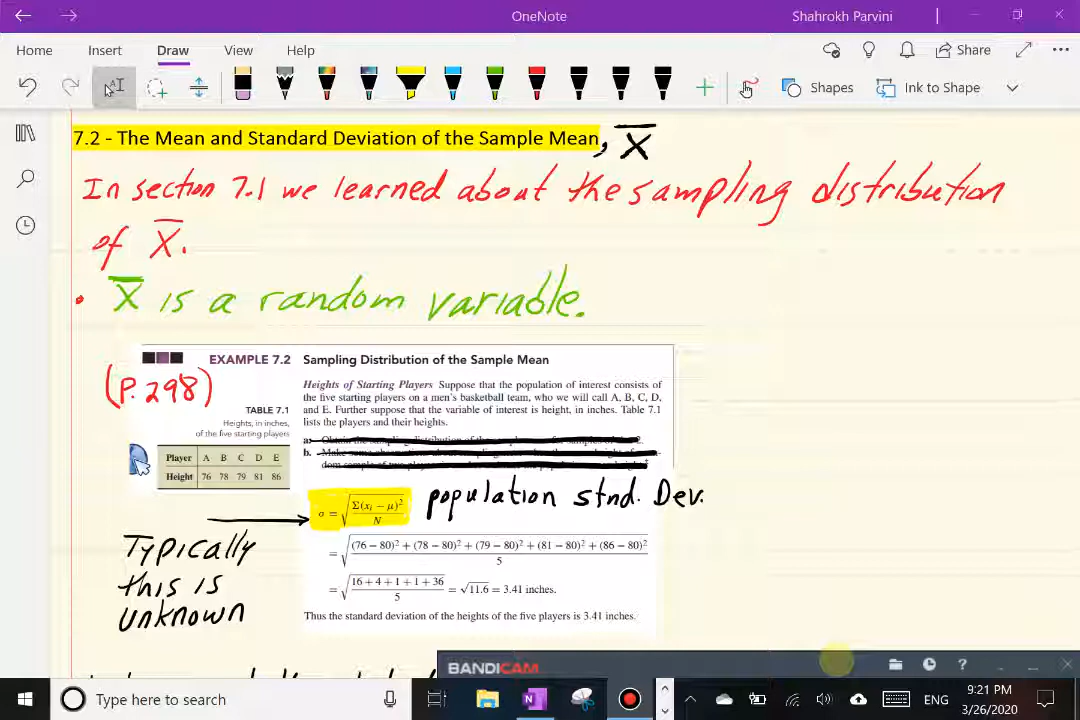 OneNote
Shahrokh Parvini
Home
Insert
Draw
View
Help
Share
Shapes
Ink to Shape
7.2 - The Mean and Standard Deviation of the Sample Mean, X̅
In section 7.1 we learned about the sampling distribution
of X̅.
• X̅ is a random variable.
EXAMPLE 7.2 Sampling Distribution of the Sample Mean
(P.298)
Heights of Starting Players Suppose that the population of interest consists of
the five starting players on a men's basketball team, who we will call A, B, C, D,
and E. Further suppose that the variable of interest is height, in inches. Table 7.1
lists the players and their heights.
TABLE 7.1
Heights, in inches,
of the five starting players
a.
b.
Player A B C D E
Height 76 78 79 81 86
σ = √(Σ(xᵢ − μ)²/N) population stnd. Dev.
Typically
this is
unknown
= √((76 − 80)² + (78 − 80)² + (79 − 80)² + (81 − 80)² + (86 − 80)²/5)
= √(16 + 4 + 1 + 1 + 36/5) = √11.6 = 3.41 inches.
Thus the standard deviation of the heights of the five players is 3.41 inches.
BANDICAM
Type here to search
ENG
9:21 PM
3/26/2020